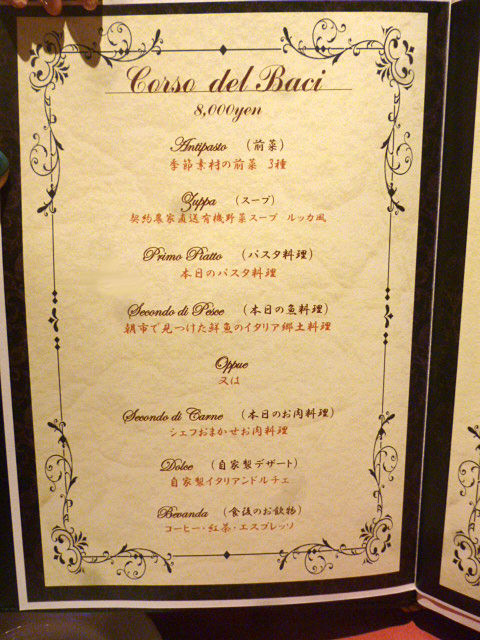 Corso del Baci
8,000yen
Antipasto （前菜）
季節素材の前菜 3種
Zuppa （スープ）
契約農家直送有機野菜スープ ルッカ風
Primo Piatto （パスタ料理）
本日のパスタ料理
Secondo di Pesce （本日の魚料理）
朝市で見つけた鮮魚のイタリア郷土料理
Oppue
又は
Secondo di Carne （本日のお肉料理）
シェフおまかせお肉料理
Dolce （自家製デザート）
自家製イタリアンドルチェ
Bevanda （食後のお飲物）
コーヒー・紅茶・エスプレッソ